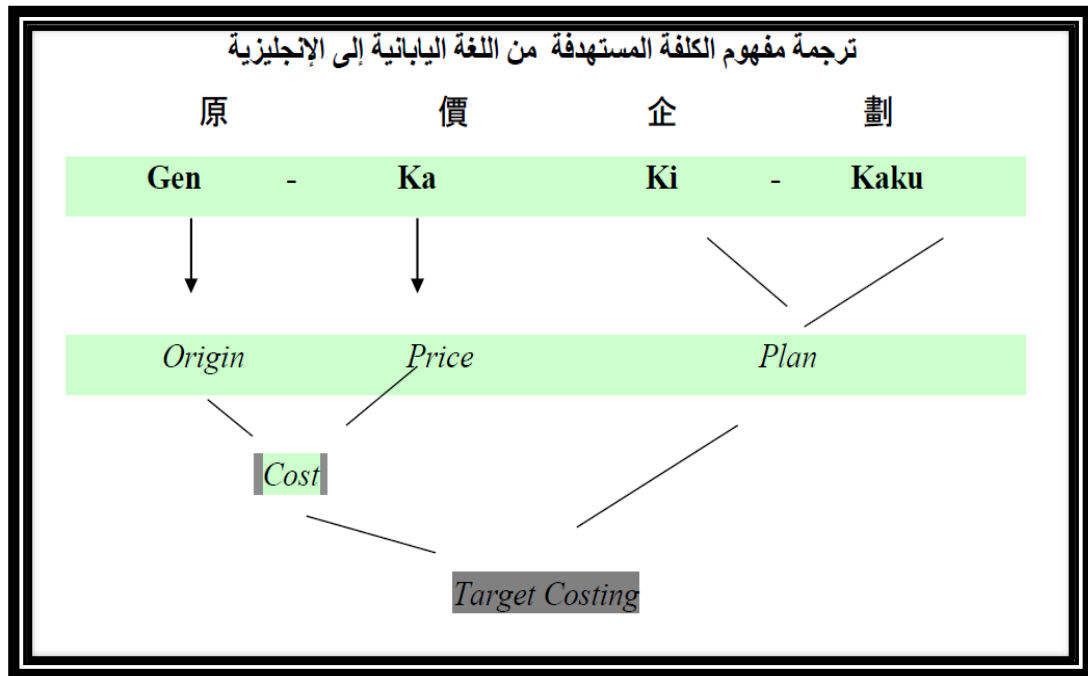 ترجمة مفهوم الكلفة المستهدفة من اللغة اليابانية إلى الإنجليزية
原 價 企 劃
Gen - Ka Ki - Kaku
Origin Price Plan
Cost
Target Costing